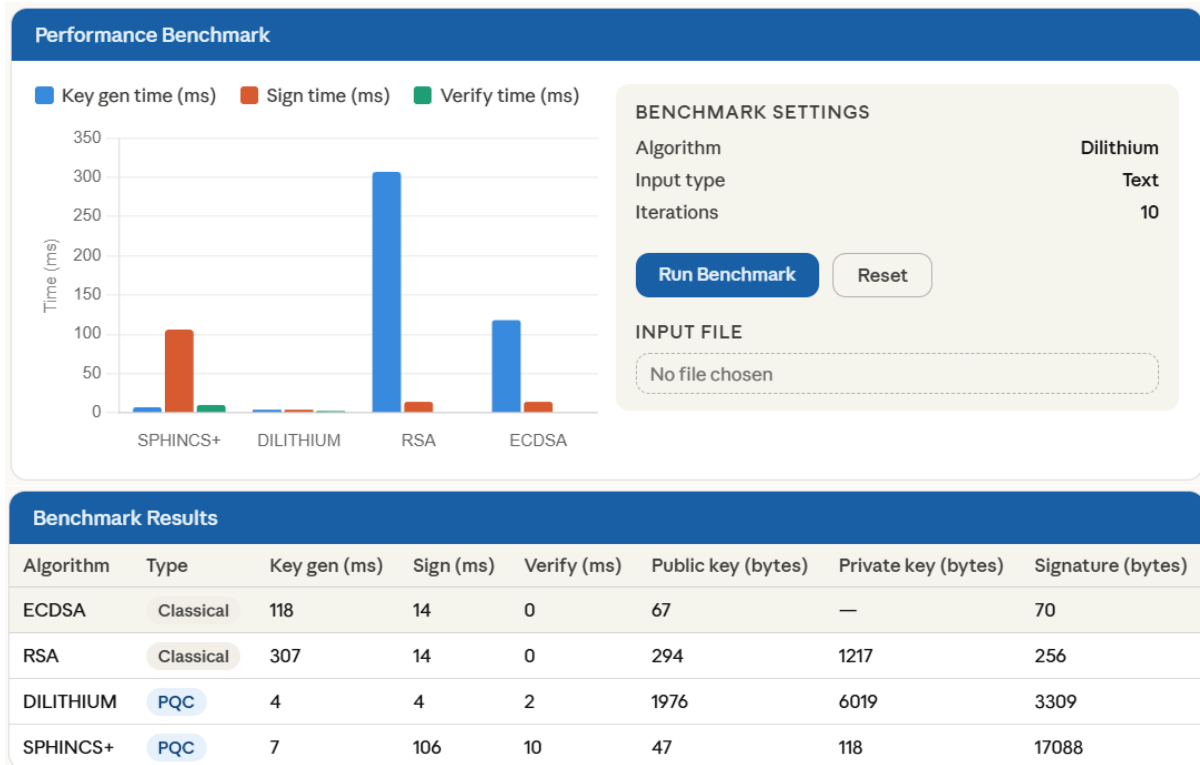 Performance Benchmark
Key gen time (ms) Sign time (ms) Verify time (ms)
350
300
250
200
150
100
50
0
Time (ms)
SPHINCS+ DILITHIUM RSA ECDSA
BENCHMARK SETTINGS
Algorithm Dilithium
Input type Text
Iterations 10
Run Benchmark Reset
INPUT FILE
No file chosen
Benchmark Results
Algorithm Type Key gen (ms) Sign (ms) Verify (ms) Public key (bytes) Private key (bytes) Signature (bytes)
ECDSA Classical 118 14 0 67 — 70
RSA Classical 307 14 0 294 1217 256
DILITHIUM PQC 4 4 2 1976 6019 3309
SPHINCS+ PQC 7 106 10 47 118 17088